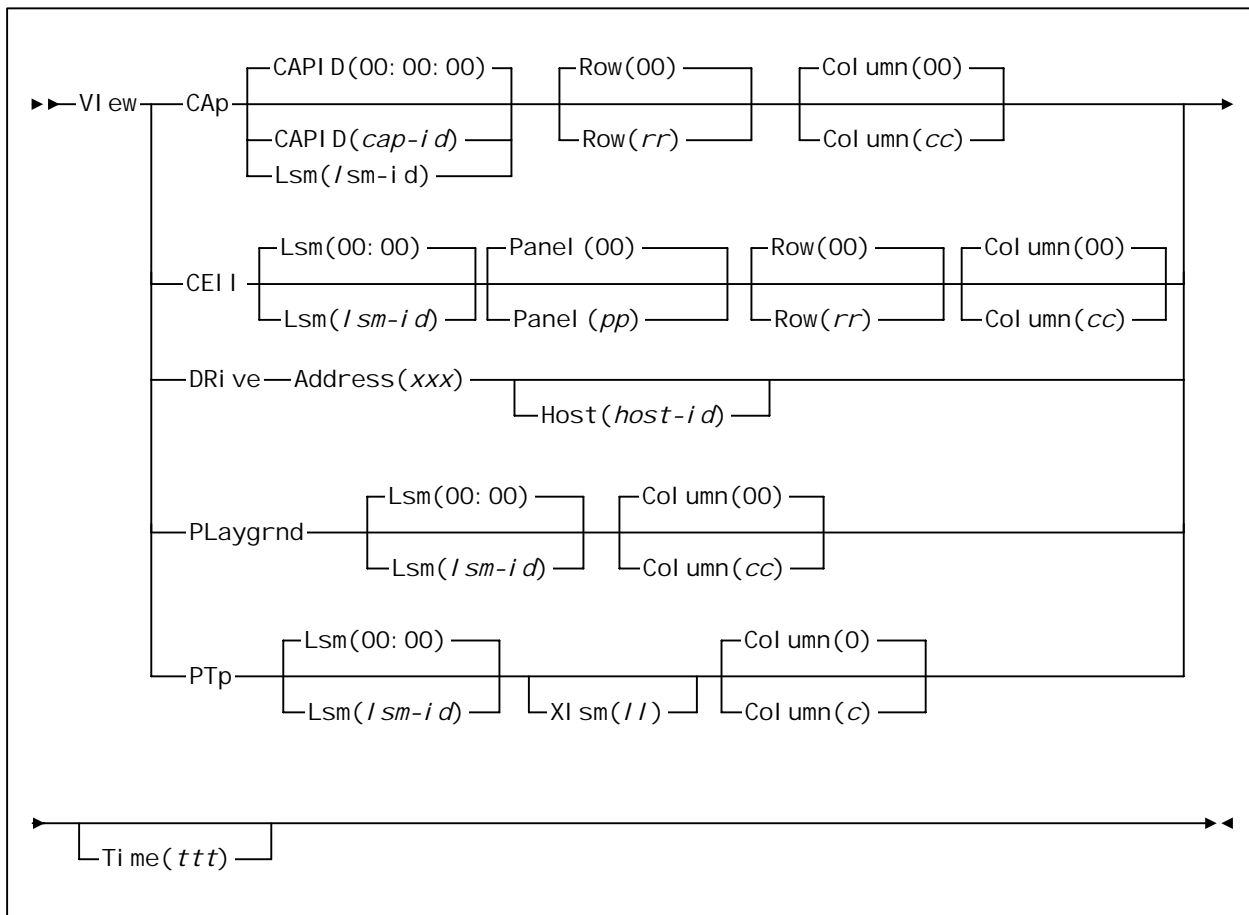 CAPID(00:00:00) Row(00) Column(00)
VIew CAp
CAPID(cap-id) Row(rr) Column(cc)
Lsm(lsm-id)
Lsm(00:00) Panel(00) Row(00) Column(00)
CEll
Lsm(lsm-id) Panel(pp) Row(rr) Column(cc)
DRive Address(xxx)
Host(host-id)
Lsm(00:00) Column(00)
PLaygrnd
Lsm(lsm-id) Column(cc)
Lsm(00:00) Column(0)
PTp
Lsm(lsm-id) Xlsm(ll) Column(c)
Time(ttt)